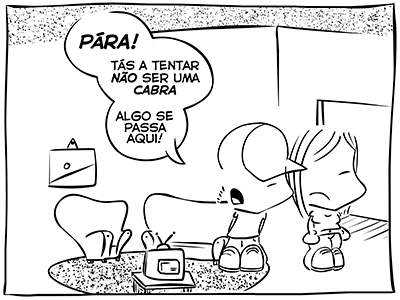 PÁRA!
TÁS A TENTAR
NÃO SER UMA
CABRA
ALGO SE
PASSA
AQUI!